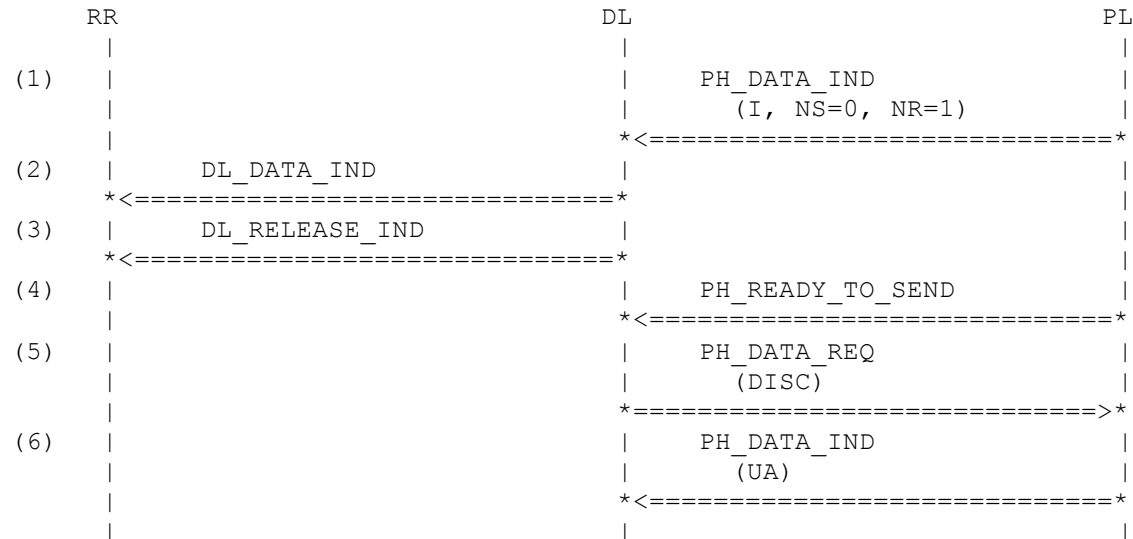 RR DL PL
| | |
(1) | | PH_DATA_IND |
| | (I, NS=0, NR=1) |
| *<=============================*
(2) | DL_DATA_IND | |
*<==============================* |
(3) | DL_RELEASE_IND | |
*<==============================* |
(4) | | PH_READY_TO_SEND |
| *<=============================*
(5) | | PH_DATA_REQ |
| | (DISC) |
| *=============================>*
(6) | | PH_DATA_IND |
| | (UA) |
| *<=============================*
| | |